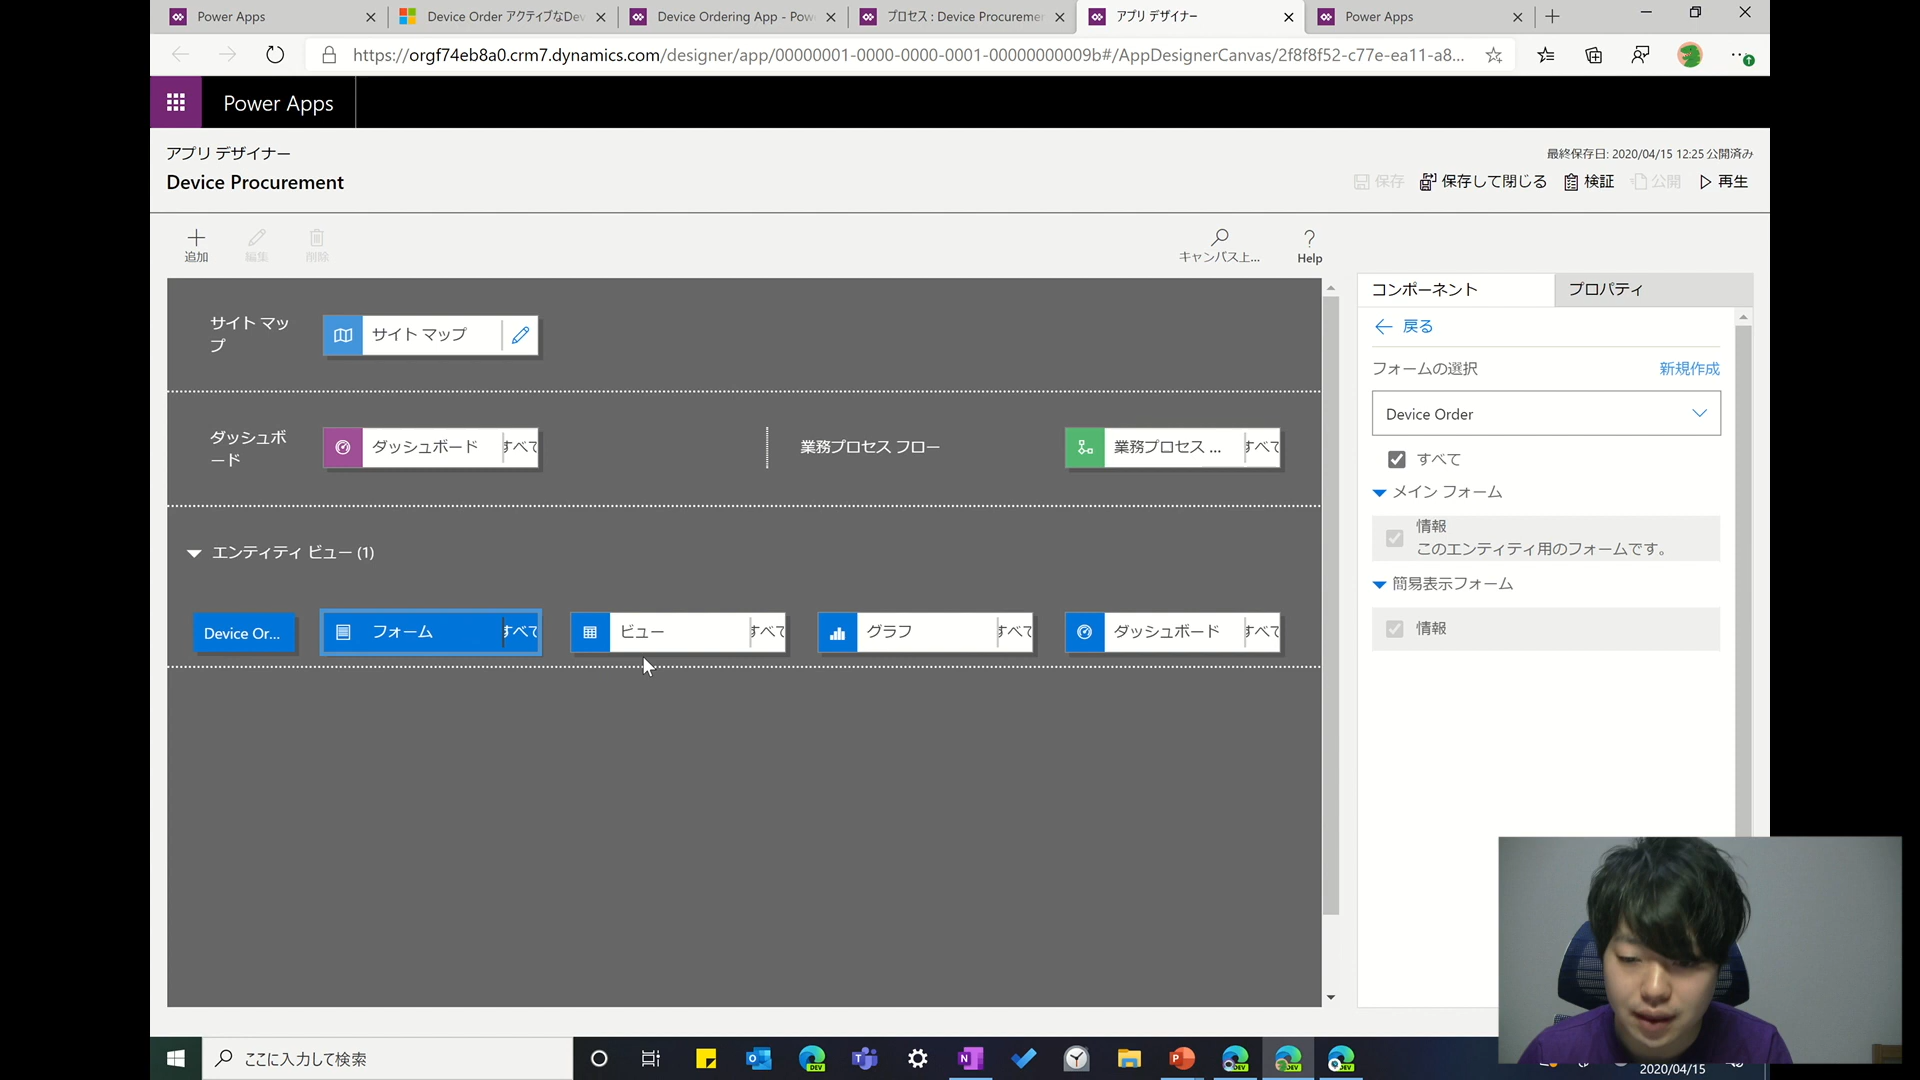 Power Apps
Device Order アクティブなDev
Device Ordering App - Pow
プロセス : Device Procuremen
アプリ デザイナー
Power Apps
https://orgf74eb8a0.crm7.dynamics.com/designer/app/00000001-0000-0000-0001-00000000009b#/AppDesignerCanvas/2f8f8f52-c77e-ea11-a8...
Power Apps
アプリ デザイナー
最終保存日: 2020/04/15 12:25 公開済み
Device Procurement
保存
保存して閉じる
検証
公開
再生
追加
編集
削除
キャンバス上...
Help
コンポーネント
プロパティ
戻る
フォームの選択
新規作成
Device Order
すべて
メイン フォーム
情報
このエンティティ用のフォームです。
簡易表示フォーム
情報
サイト マッ
プ
サイト マップ
ダッシュボ
ード
ダッシュボード
すべて
業務プロセス フロー
業務プロセス ...
すべて
エンティティ ビュー (1)
Device Or...
フォーム
すべて
ビュー
すべて
グラフ
すべて
ダッシュボード
すべて
ここに入力して検索
DEV
N
DEV
DEV
DEV
2020/04/15